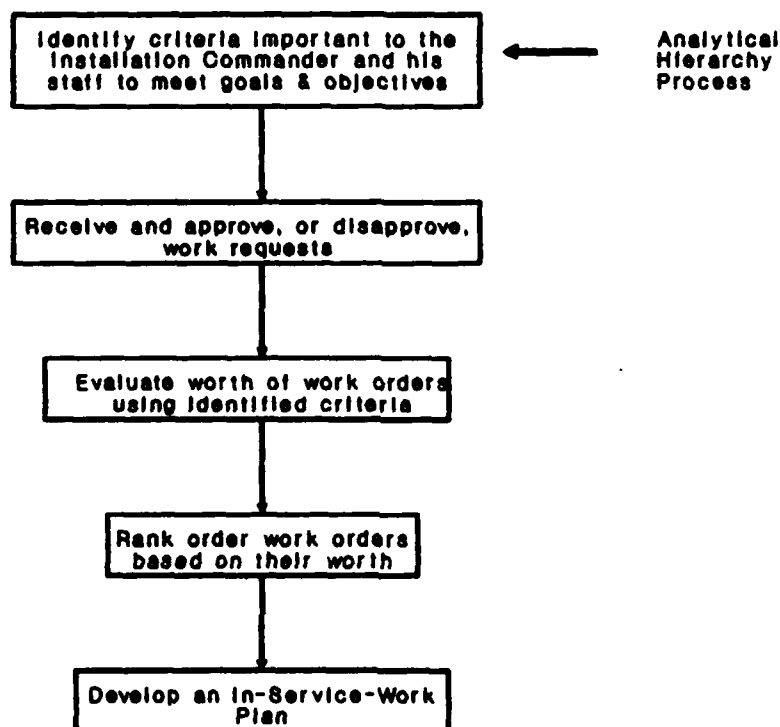 Identify criteria important to the
Installation Commander and his
staff to meet goals & objectives
Analytical
Hierarchy
Process
Receive and approve, or disapprove,
work requests
Evaluate worth of work orders
using identified criteria
Rank order work orders
based on their worth
Develop an In-Service-Work
Plan